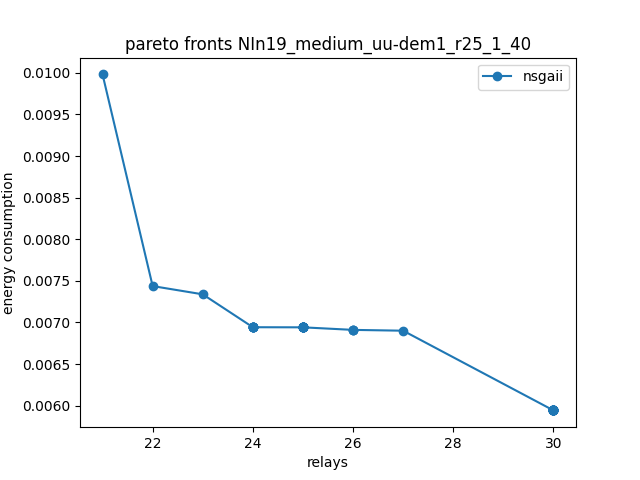 pareto fronts NIn19_medium_uu-dem1_r25_1_40
nsgaii
energy consumption
0.0100
0.0095
0.0090
0.0085
0.0080
0.0075
0.0070
0.0065
0.0060
22 24 26 28 30
relays